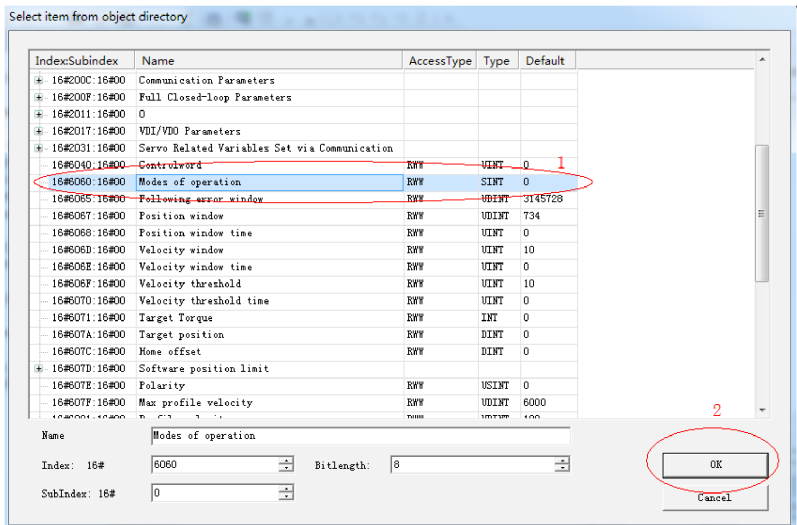 Select item from object directory
Index:Subindex Name AccessType Type Default
16#200C:16#00 Communication Parameters
16#200F:16#00 Full Closed-loop Parameters
16#2011:16#00 0
16#2017:16#00 VDI/VDO Parameters
16#2031:16#00 Servo Related Variables Set via Communication
16#6040:16#00 Controlword RWW UINT 0 1
16#6060:16#00 Modes of operation RWW SINT 0
16#6065:16#00 Following error window RWW UDINT 3145728
16#6067:16#00 Position window RWW UDINT 734
16#6068:16#00 Position window time RWW UINT 0
16#606D:16#00 Velocity window RWW UINT 10
16#606E:16#00 Velocity window time RWW UINT 0
16#606F:16#00 Velocity threshold RWW UINT 10
16#6070:16#00 Velocity threshold time RWW UINT 0
16#6071:16#00 Target Torque RWW INT 0
16#607A:16#00 Target position RWW DINT 0
16#607C:16#00 Home offset RWW DINT 0
16#607D:16#00 Software position limit
16#607E:16#00 Polarity RWW USINT 0
16#607F:16#00 Max profile velocity RWW UDINT 6000
2
Name Modes of operation
Index: 16# 6060 Bitlength: 8 OK
SubIndex: 16# 0 Cancel